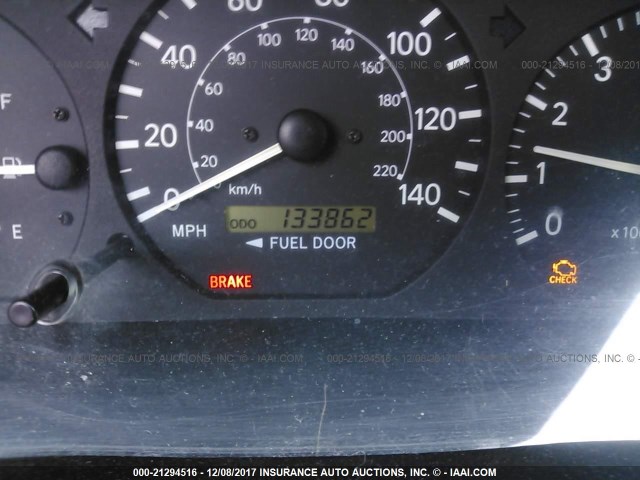 60 80
40 100
20 120
0 140
20 40 60 80 100 120 140 160 180 200 220
km/h
MPH
ODO 133862
FUEL DOOR
BRAKE
F
E
3
2
1
0
CHECK
000-21294516 - 12/08/2017 INSURANCE AUTO AUCTIONS, INC. © - IAAI.COM